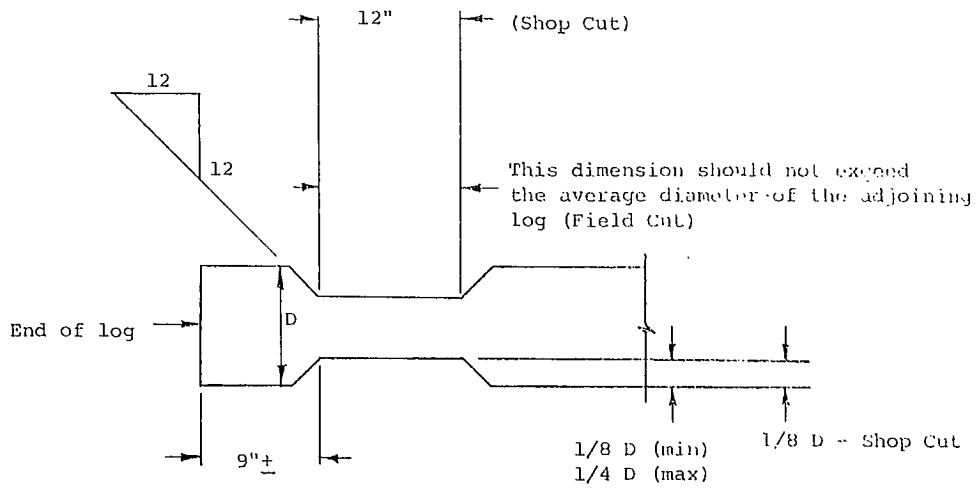 12"
(Shop Cut)
12
12
This dimension should not exceed
the average diameter of the adjoining
log (Field Cut)
D
End of log
9"±
1/8 D (min)
1/4 D (max)
1/8 D - Shop Cut